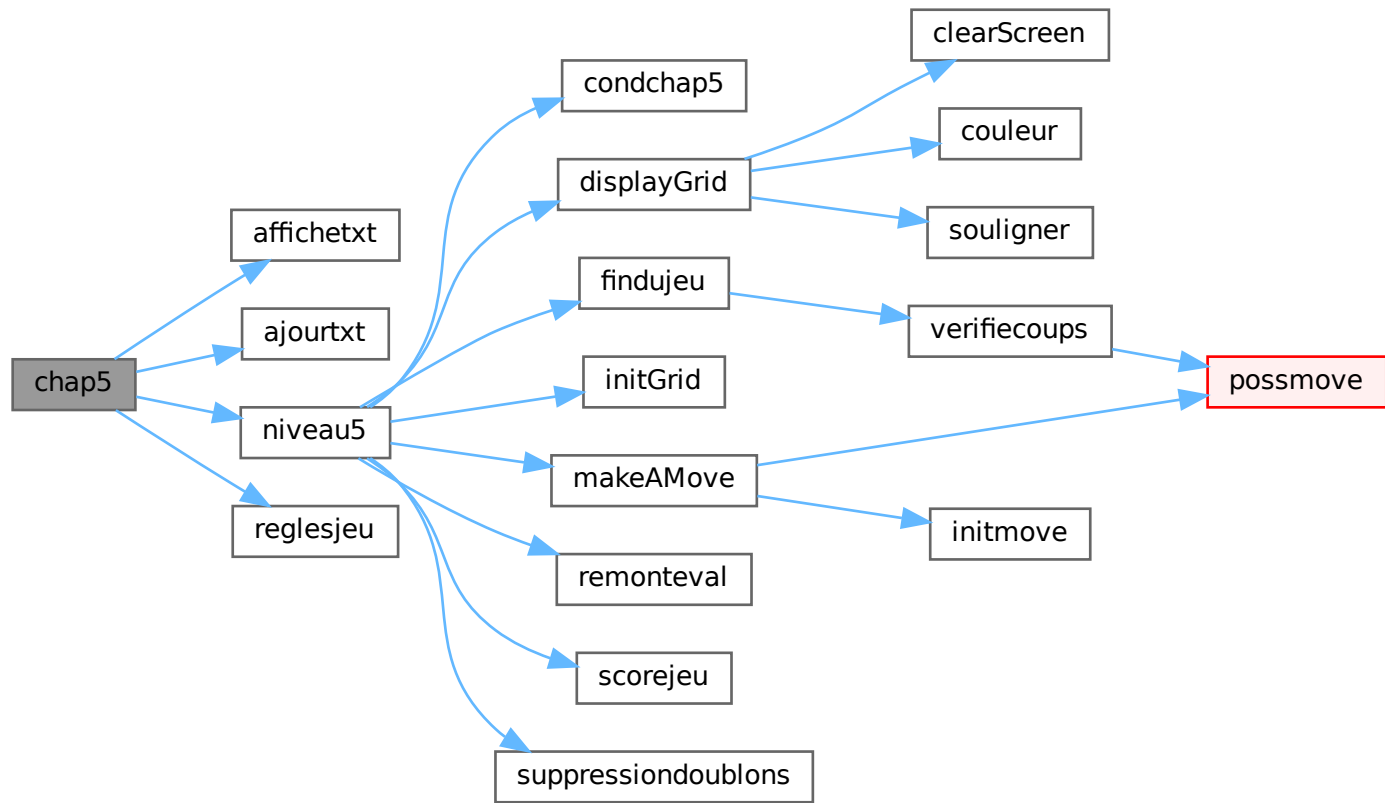 chap5
affichetxt
ajourtxt
niveau5
reglesjeu
condchap5
displayGrid
findujeu
initGrid
makeAMove
remonteval
scorejeu
suppressiondoublons
clearScreen
couleur
souligner
verifiecoups
initmove
possmove